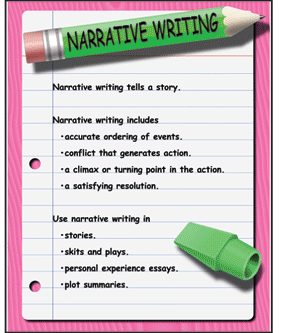 NARRATIVE WRITING
Narrative writing tells a story.
Narrative writing includes
•accurate ordering of events.
•conflict that generates action.
•a climax or turning point in the action.
•a satisfying resolution.
Use narrative writing in
•stories.
•skits and plays.
•personal experience essays.
•plot summaries.